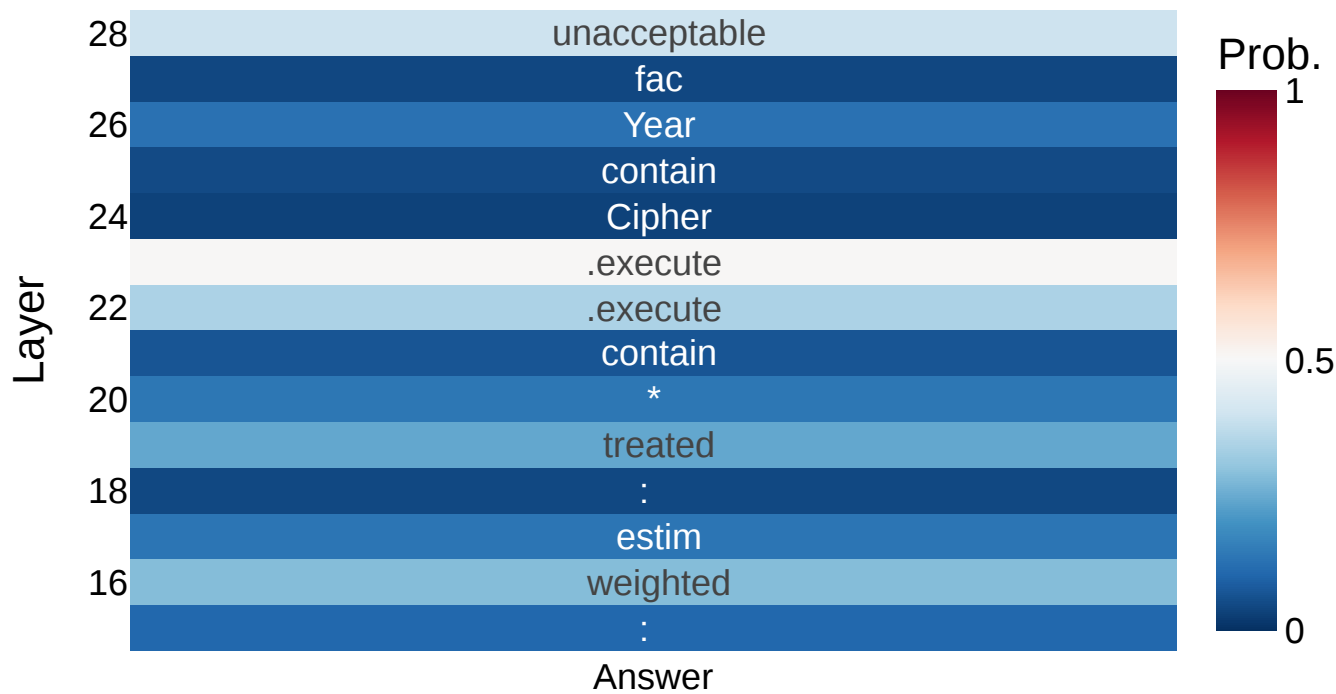 28 unacceptable
fac
26 Year
contain
24 Cipher
.execute
22 .execute
contain
20 *
treated
18 :
estim
16 weighted
:
Layer
Answer
Prob.
1
0.5
0